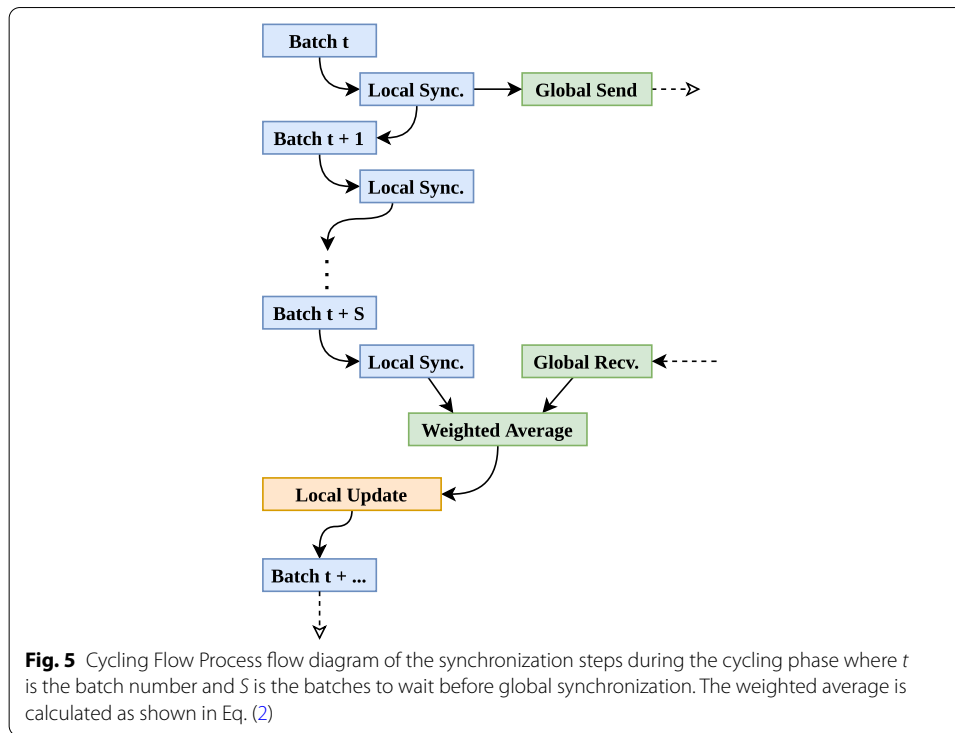 Batch t
Local Sync.
Global Send
Batch t + 1
Local Sync.
Batch t + S
Local Sync.
Global Recv.
Weighted Average
Local Update
Batch t + ...
Fig. 5 Cycling Flow Process flow diagram of the synchronization steps during the cycling phase where t
is the batch number and S is the batches to wait before global synchronization. The weighted average is
calculated as shown in Eq. (2)